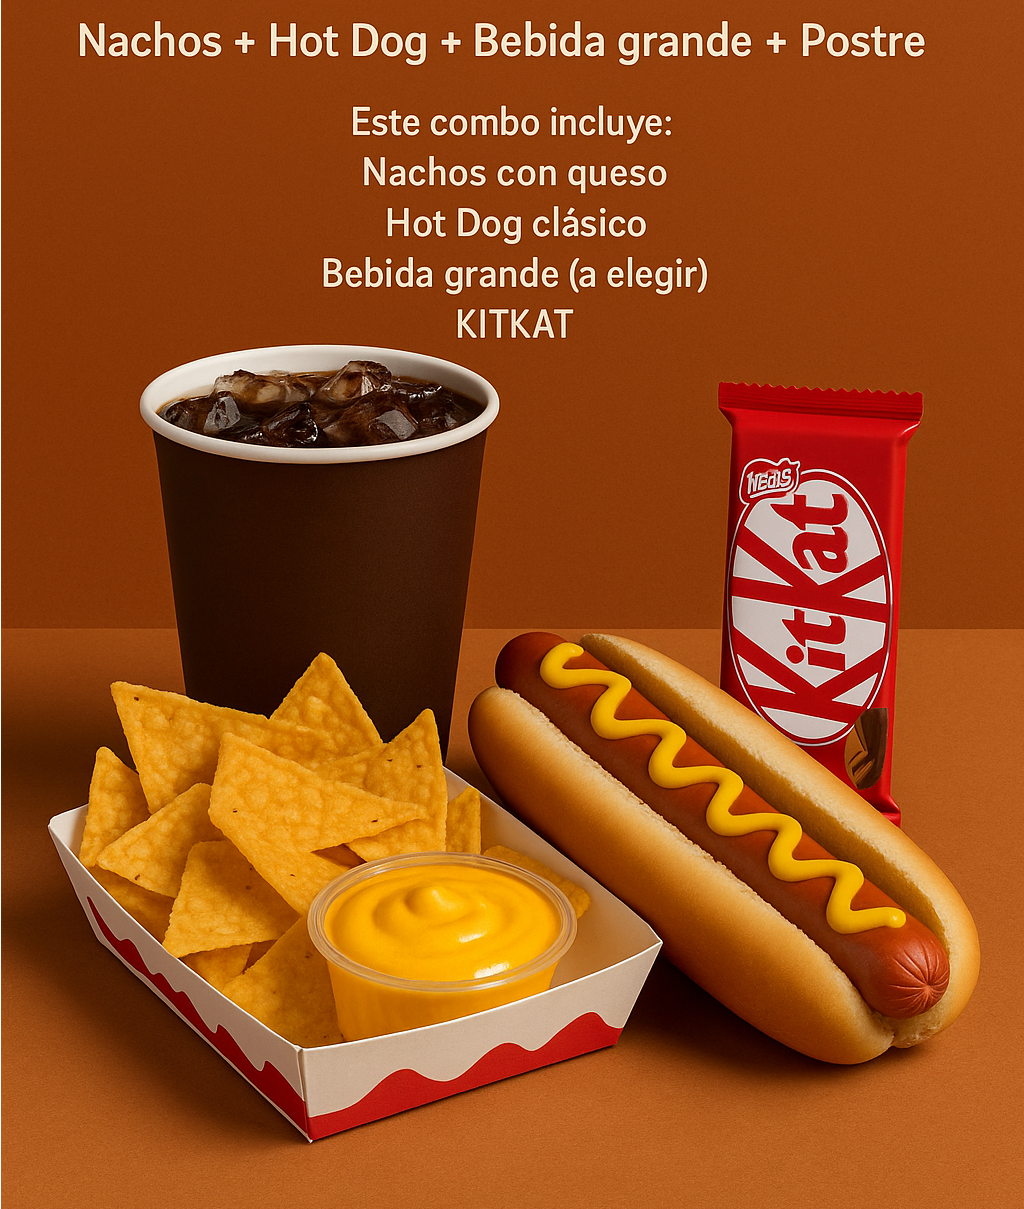 Nachos + Hot Dog + Bebida grande + Postre
Este combo incluye:
Nachos con queso
Hot Dog clásico
Bebida grande (a elegir)
KITKAT
KitKat